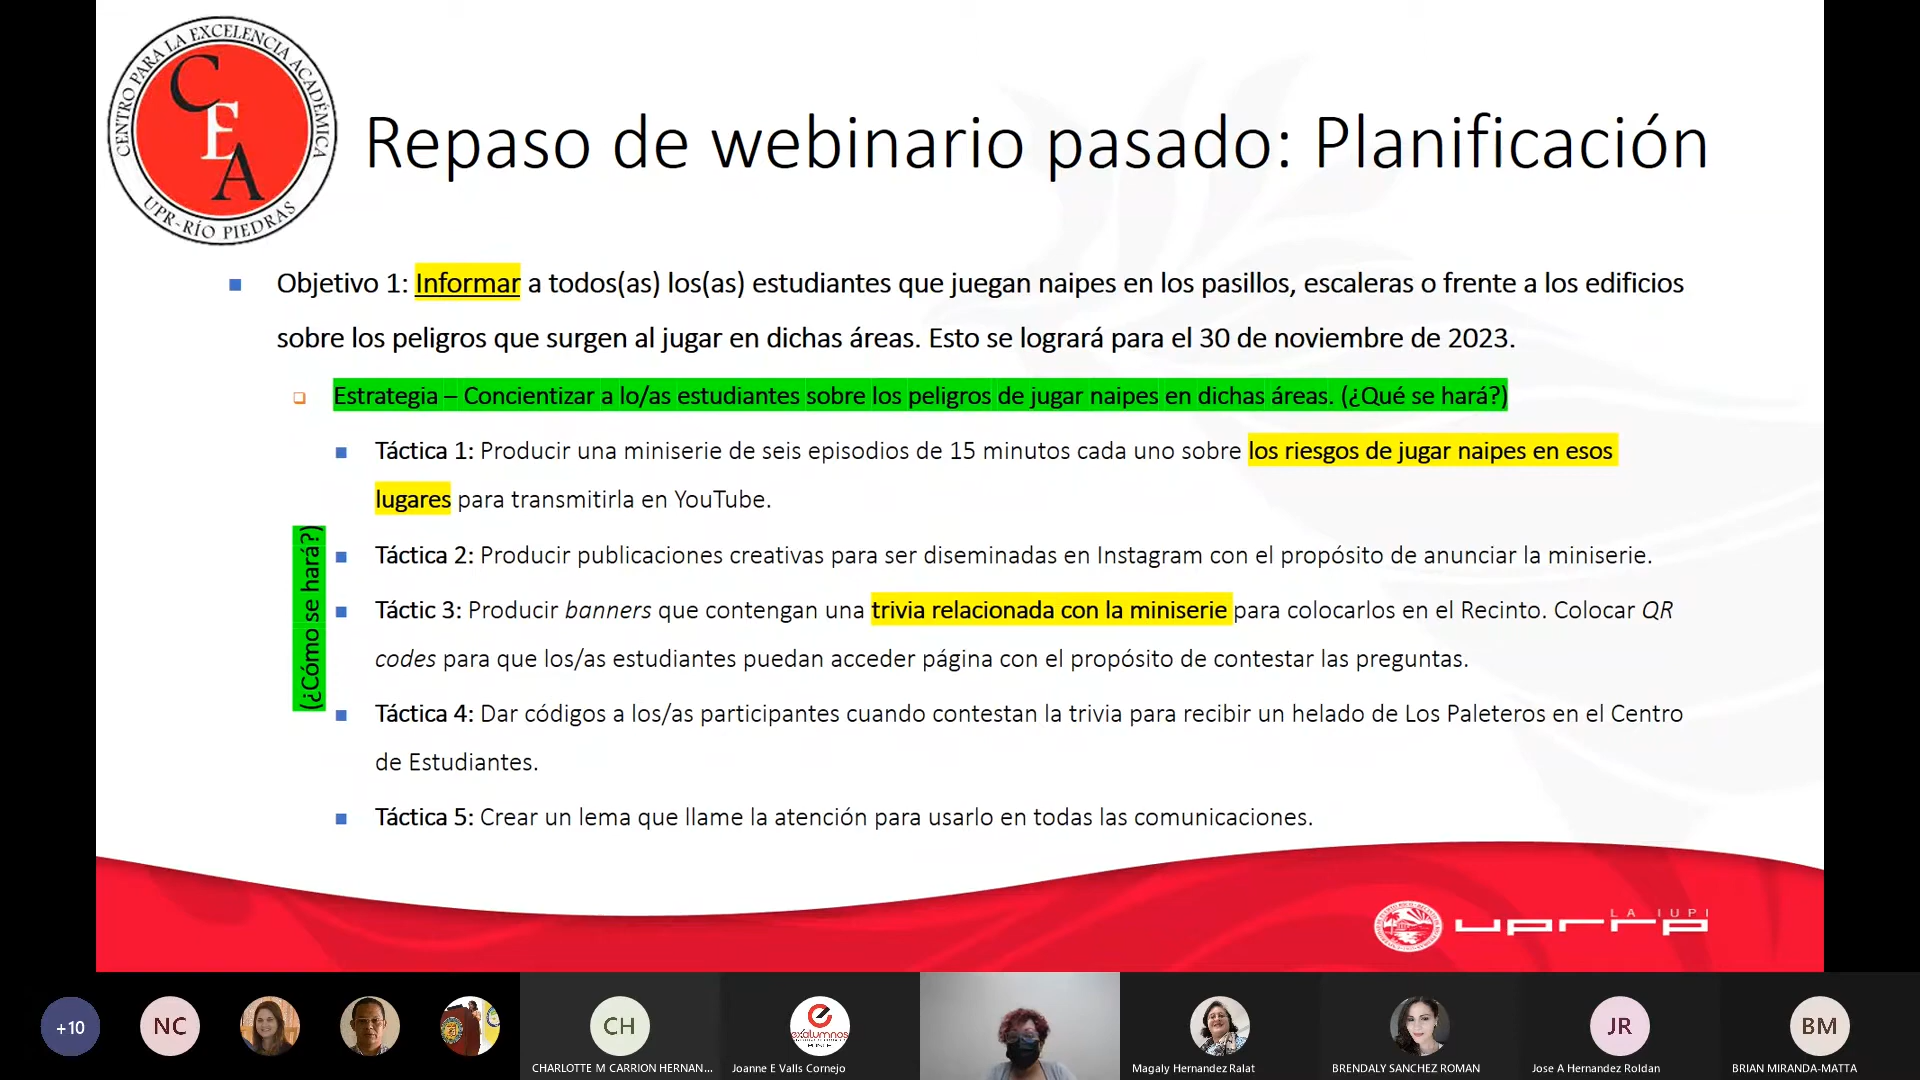 CENTRO PARA LA EXCELENCIA ACADÉMICA
CEA
UPR-RÍO PIEDRAS
Repaso de webinario pasado: Planificación
Objetivo 1: Informar a todos(as) los(as) estudiantes que juegan naipes en los pasillos, escaleras o frente a los edificios
sobre los peligros que surgen al jugar en dichas áreas. Esto se logrará para el 30 de noviembre de 2023.
Estrategia – Concientizar a lo/as estudiantes sobre los peligros de jugar naipes en dichas áreas. (¿Qué se hará?)
Táctica 1: Producir una miniserie de seis episodios de 15 minutos cada uno sobre los riesgos de jugar naipes en esos
lugares para transmitirla en YouTube.
(¿Cómo se hará?)
Táctica 2: Producir publicaciones creativas para ser diseminadas en Instagram con el propósito de anunciar la miniserie.
Táctic 3: Producir banners que contengan una trivia relacionada con la miniserie para colocarlos en el Recinto. Colocar QR
codes para que los/as estudiantes puedan acceder página con el propósito de contestar las preguntas.
Táctica 4: Dar códigos a los/as participantes cuando contestan la trivia para recibir un helado de Los Paleteros en el Centro
de Estudiantes.
Táctica 5: Crear un lema que llame la atención para usarlo en todas las comunicaciones.
LA IUPI
uprrp
+10
NC
CH
exalumnos
JR
BM
CHARLOTTE M CARRION HERNAN...
Joanne E Valls Cornejo
Magaly Hernandez Ralat
BRENDALY SANCHEZ ROMAN
Jose A Hernandez Roldan
BRIAN MIRANDA-MATTA